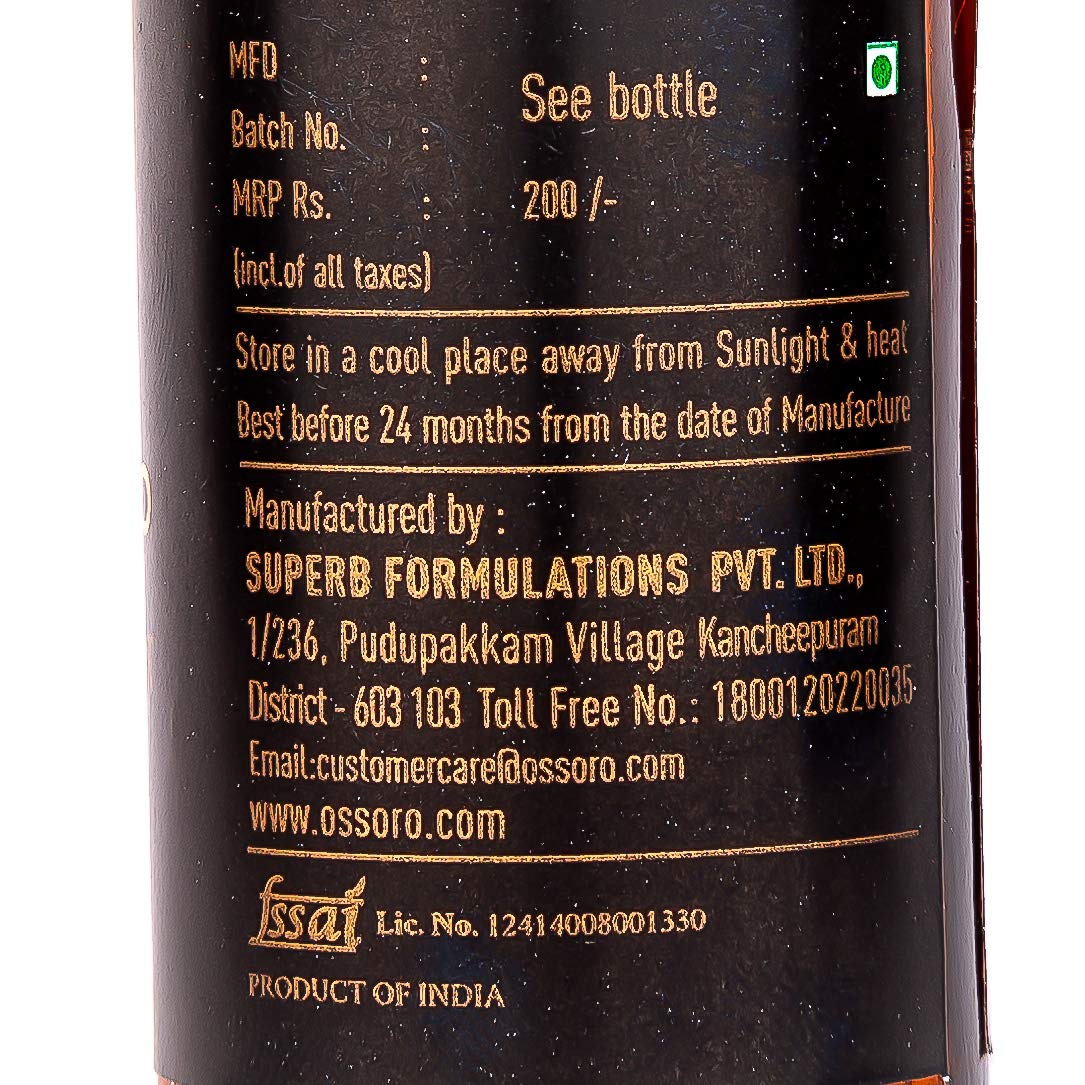 MFD :
Batch No. : See bottle
MRP Rs. : 200 /-
(incl.of all taxes)
Store in a cool place away from Sunlight & heat
Best before 24 months from the date of Manufacture
Manufactured by :
SUPERB FORMULATIONS PVT. LTD.,
1/236, Pudupakkam Village Kancheepuram
District - 603 103 Toll Free No.: 1800120220035
Email:customercare@ossoro.com
www.ossoro.com
fssai Lic. No. 12414008001330
PRODUCT OF INDIA